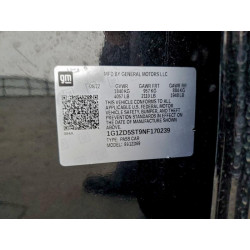 gm
MFD BY GENERAL MOTORS LLC
GVWR GAWR FRT GAWR RR
THIS VEHICLE CONFORMS TO ALL
APPLICABLE U.S. FEDERAL MOTOR
VEHICLE SAFETY, BUMPER, AND THEFT
PREVENTION STANDARDS IN EFFECT ON
THE DATE OF MANUFACTURE SHOWN ABOVE.
1G1ZD5ST9NF170239
TYPE: PASS CAR